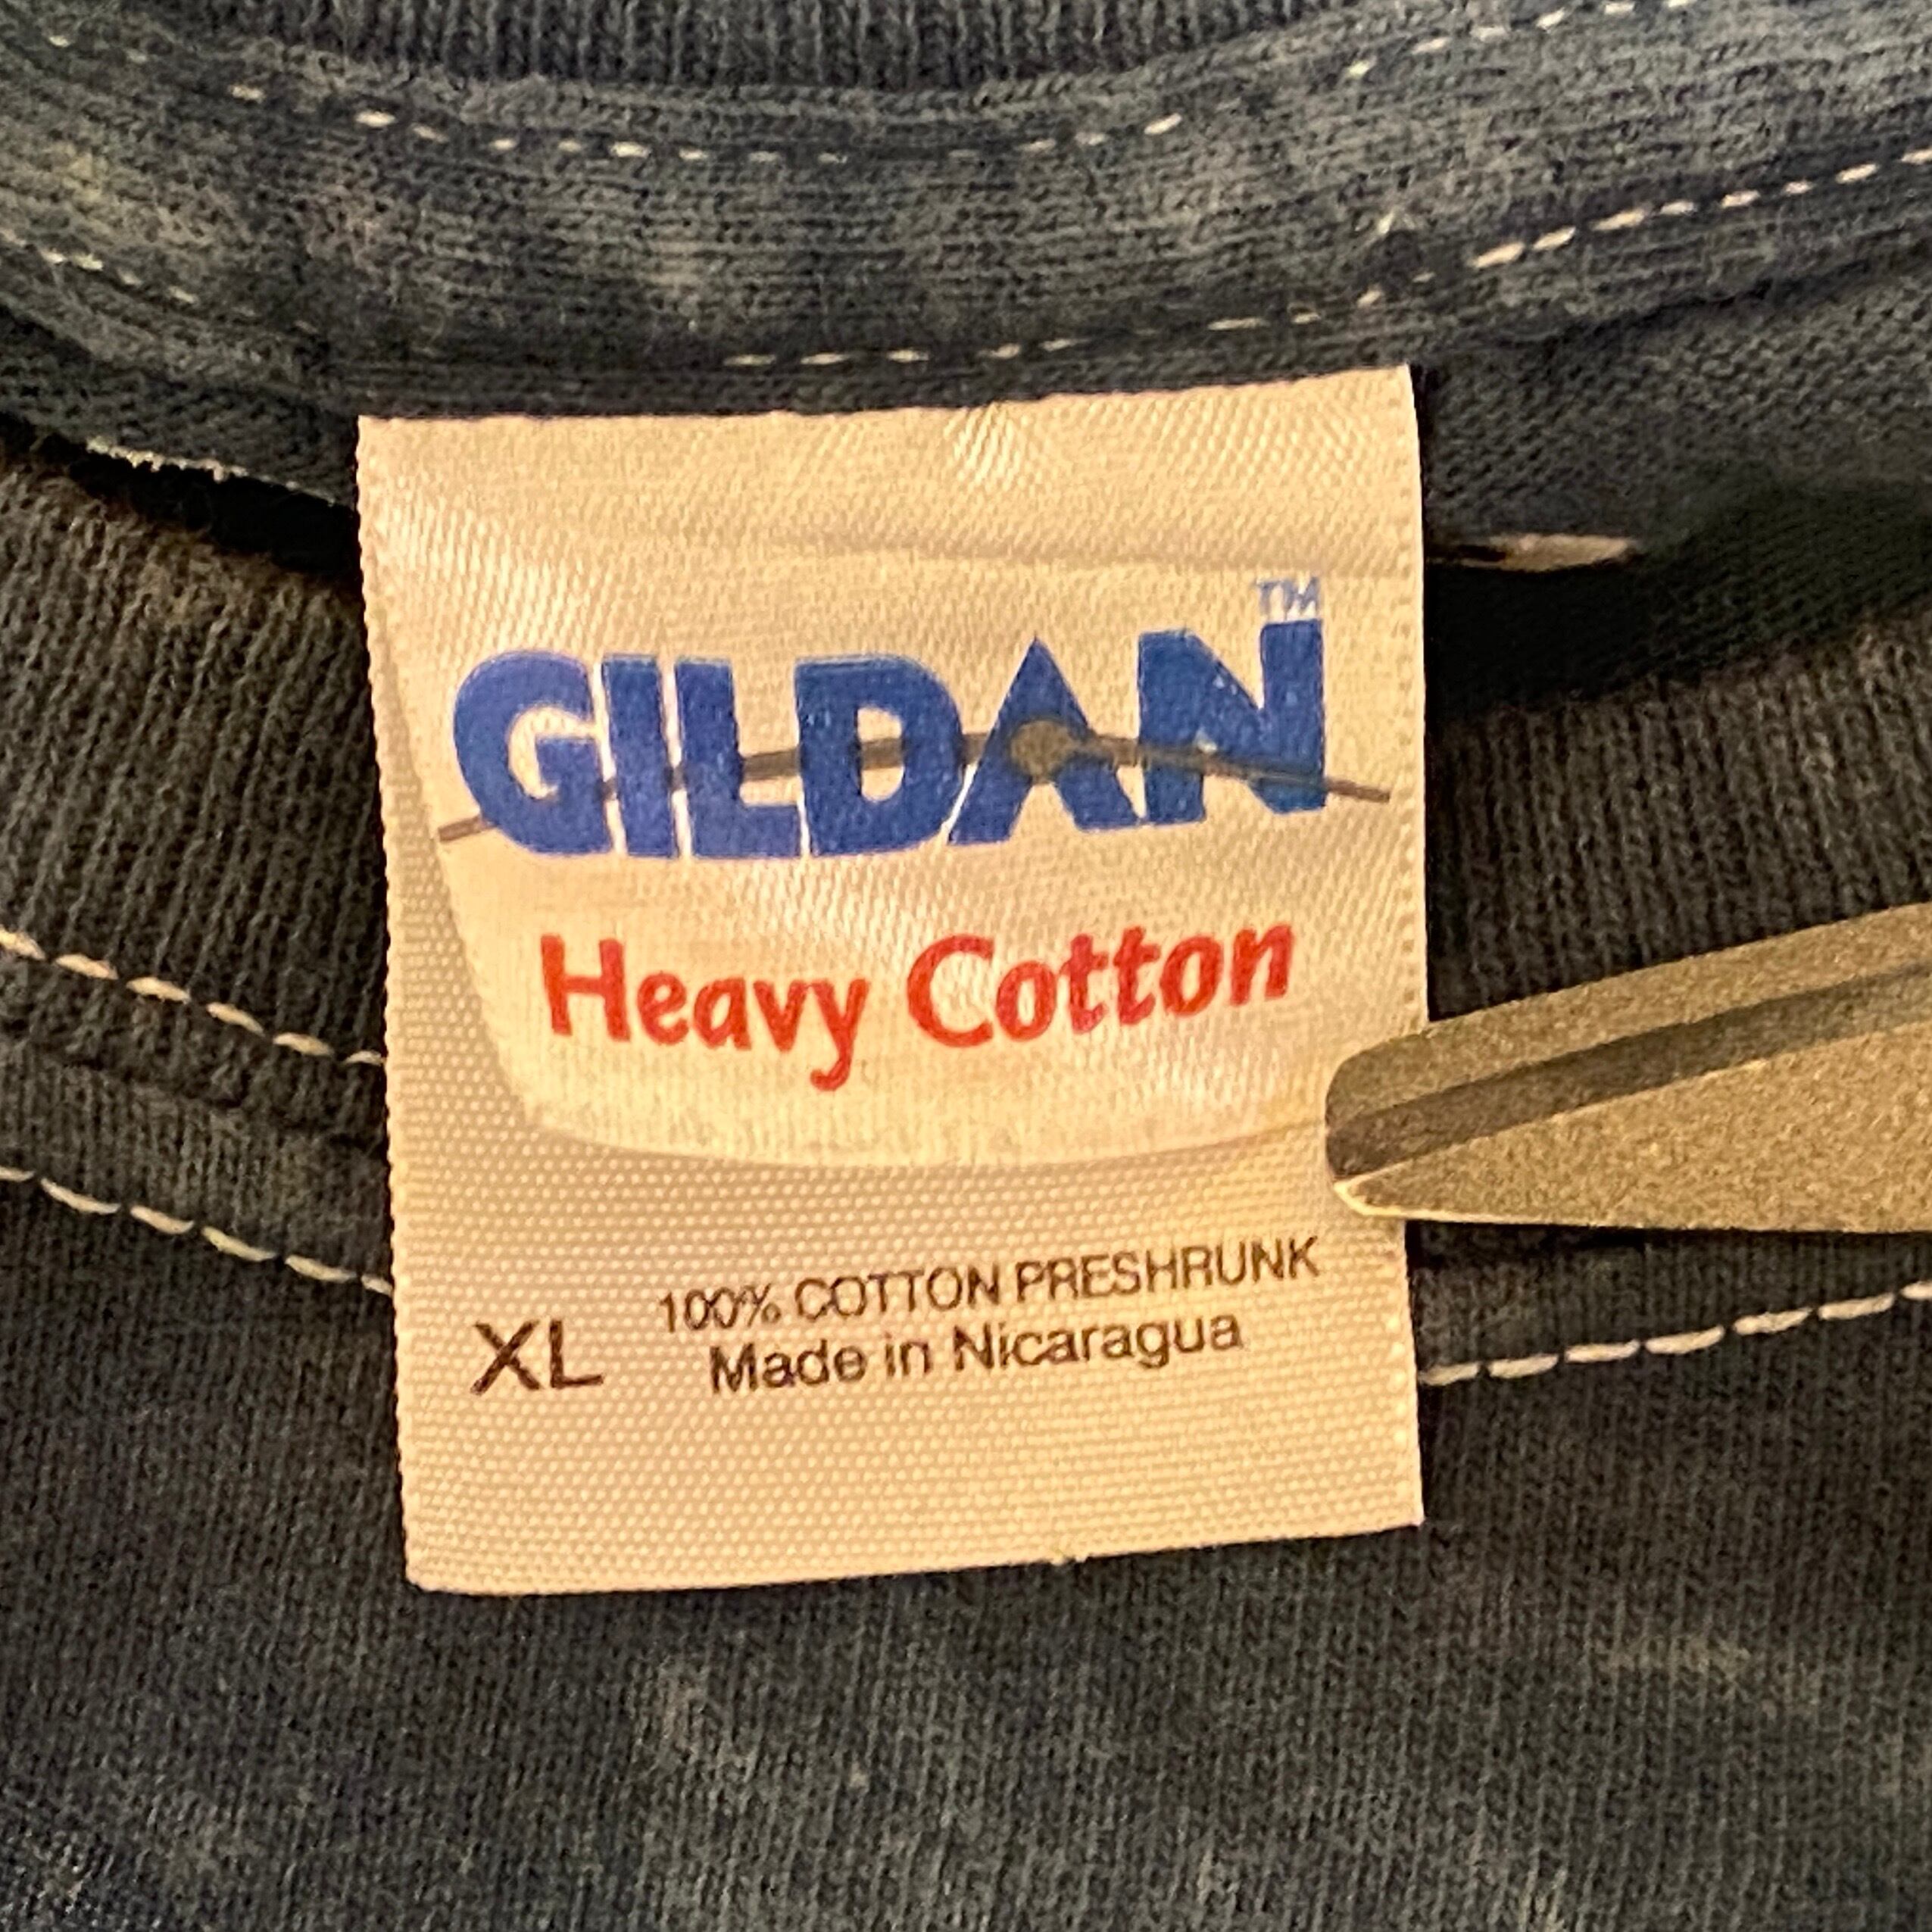 GILDAN™
Heavy Cotton
100% COTTON PRESHRUNK
XL Made in Nicaragua